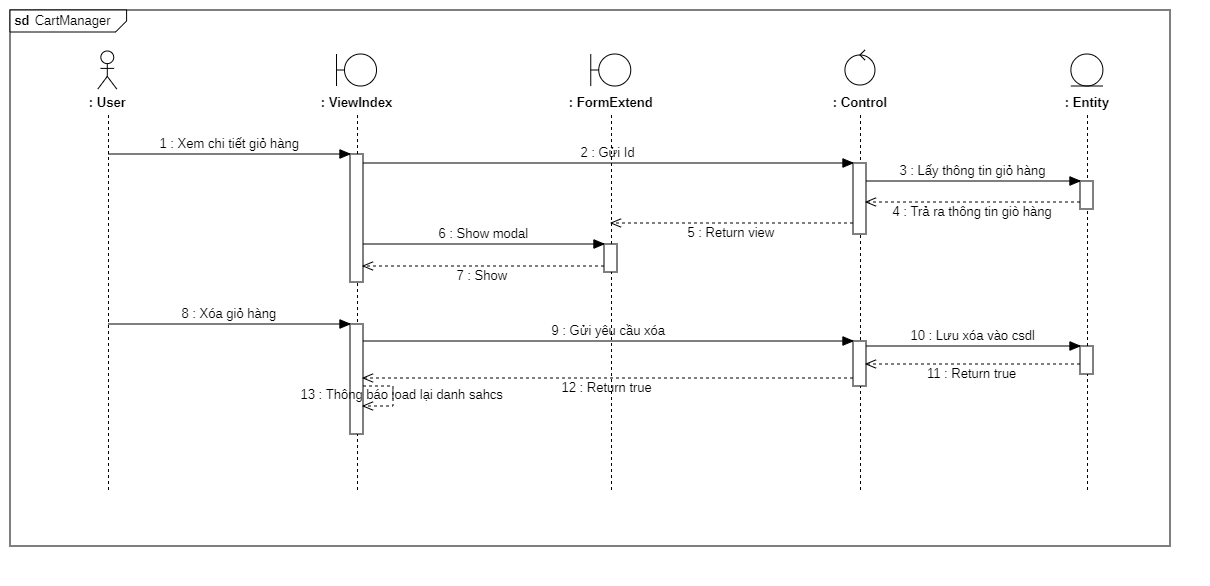 sd CartManager
: User
: ViewIndex
: FormExtend
: Control
: Entity
1 : Xem chi tiết giỏ hàng
2 : Gửi Id
3 : Lấy thông tin giỏ hàng
4 : Trả ra thông tin giò hàng
5 : Return view
6 : Show modal
7 : Show
8 : Xóa giỏ hàng
9 : Gửi yêu cầu xóa
10 : Lưu xóa vào csdl
11 : Return true
12 : Return true
13 : Thông báo load lại danh sahcs